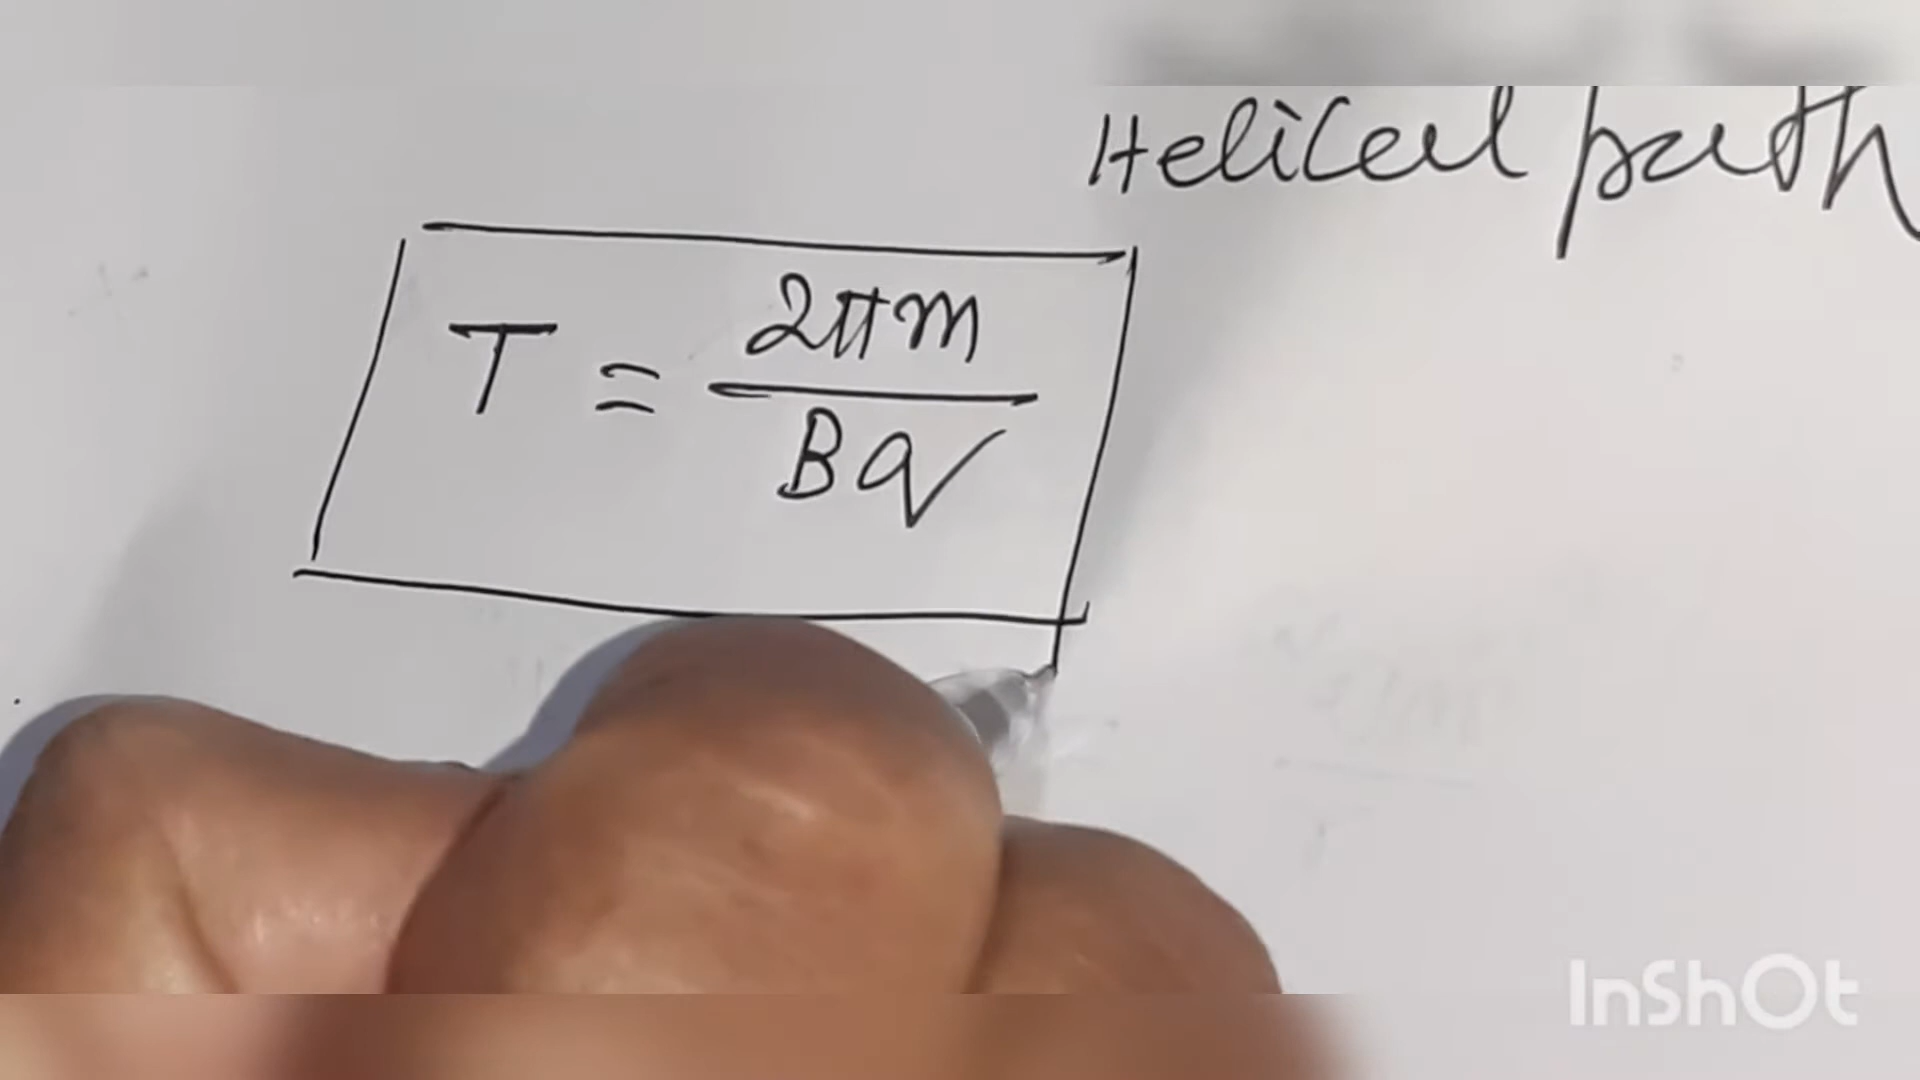 Helical path
T = 2πm / Bq
InShOt